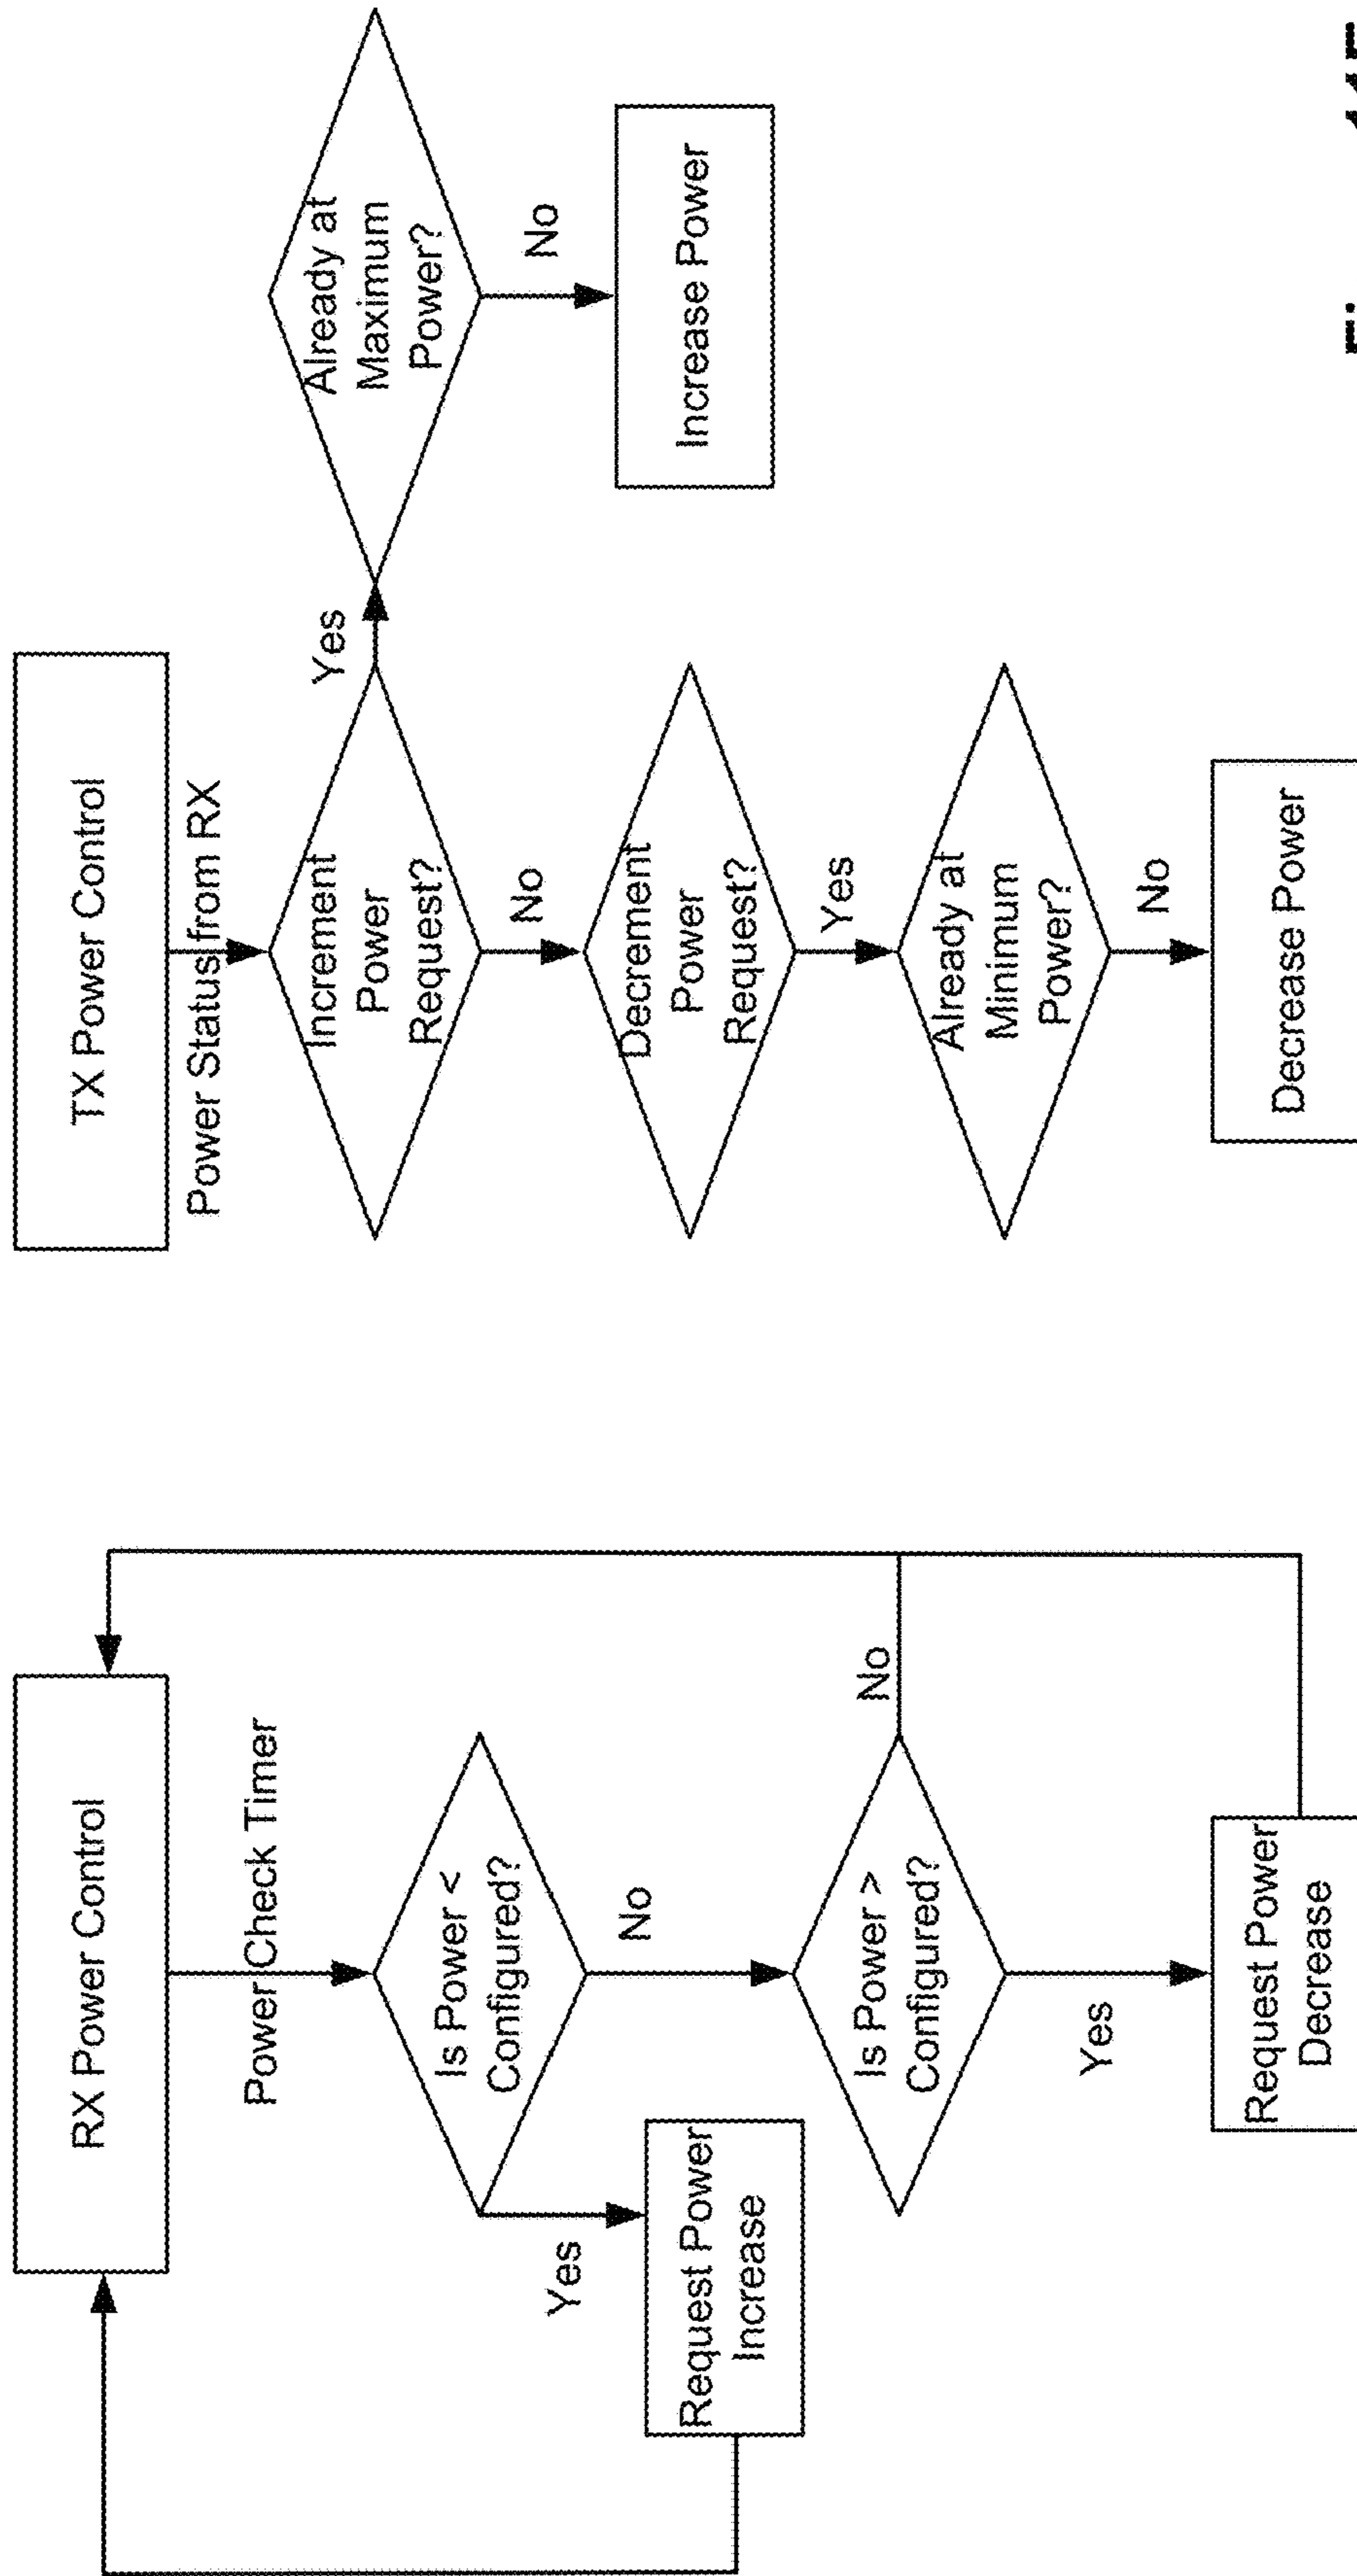 RX Power Control
Power Check Timer
Is Power <
Configured?
Yes
No
Request Power
Increase
Is Power >
Configured?
No
Yes
Request Power
Decrease
TX Power Control
Power Status from RX
Increment
Power
Request?
Yes
Already at
Maximum
Power?
No
Increase Power
No
Decrement
Power
Request?
Yes
Already at
Minimum
Power?
No
Decrease Power